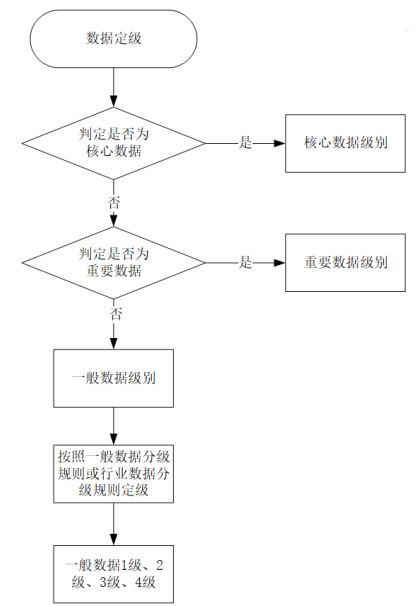 数据定级
判定是否为
核心数据
是
核心数据级别
否
判定是否为
重要数据
是
重要数据级别
否
一般数据级别
按照一般数据分级
规则或行业数据分
级规则定级
一般数据1级、2
级、3级、4级